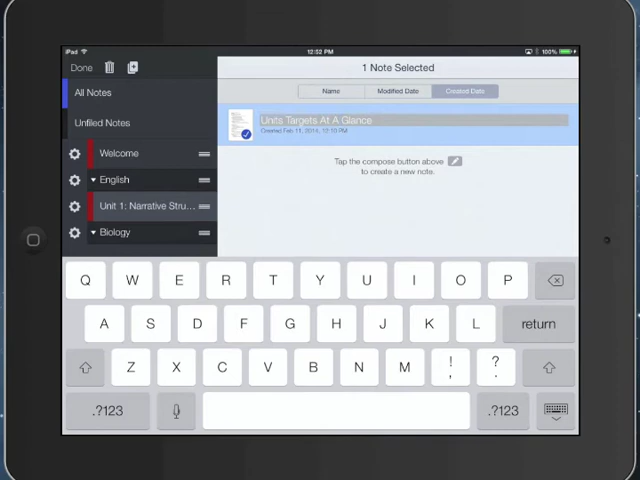 iPad
12:52 PM
100%
Done
1 Note Selected
All Notes
Name
Modified Date
Created Date
Unfiled Notes
Units Targets At A Glance
Created Feb 11, 2014, 12:10 PM
Welcome
Tap the compose button above
to create a new note.
English
Unit 1: Narrative Stru...
Biology
Q W E R T Y U I O P
A S D F G H J K L return
Z X C V B N M ! , ? .
.?123 .?123